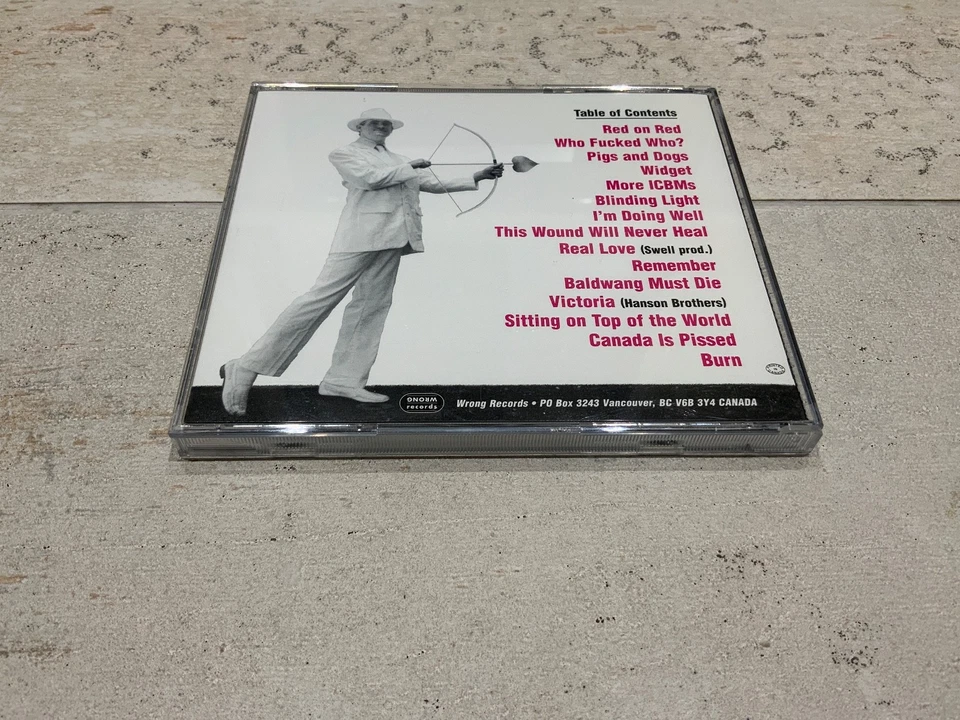 Table of Contents
Red on Red
Who Fucked Who?
Pigs and Dogs
Widget
More ICBMs
Blinding Light
I'm Doing Well
This Wound Will Never Heal
Real Love (Swell prod.)
Remember
Baldwang Must Die
Victoria (Hanson Brothers)
Sitting on Top of the World
Canada Is Pissed
Burn
WRONG
records
Wrong Records • PO Box 3243 Vancouver, BC V6B 3Y4 CANADA